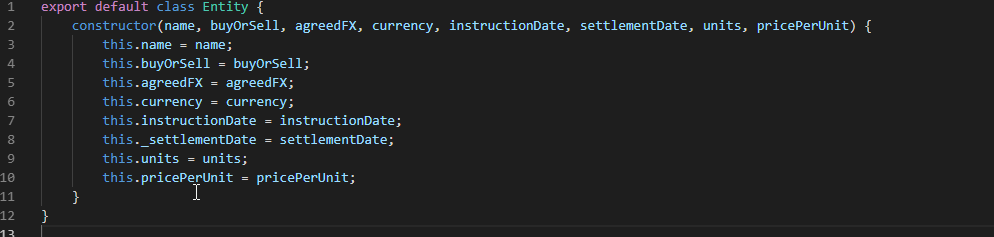 1 export default class Entity {
2 constructor(name, buyOrSell, agreedFX, currency, instructionDate, settlementDate, units, pricePerUnit) {
3 this.name = name;
4 this.buyOrSell = buyOrSell;
5 this.agreedFX = agreedFX;
6 this.currency = currency;
7 this.instructionDate = instructionDate;
8 this._settlementDate = settlementDate;
9 this.units = units;
10 this.pricePerUnit = pricePerUnit;
11 }
12 }
13